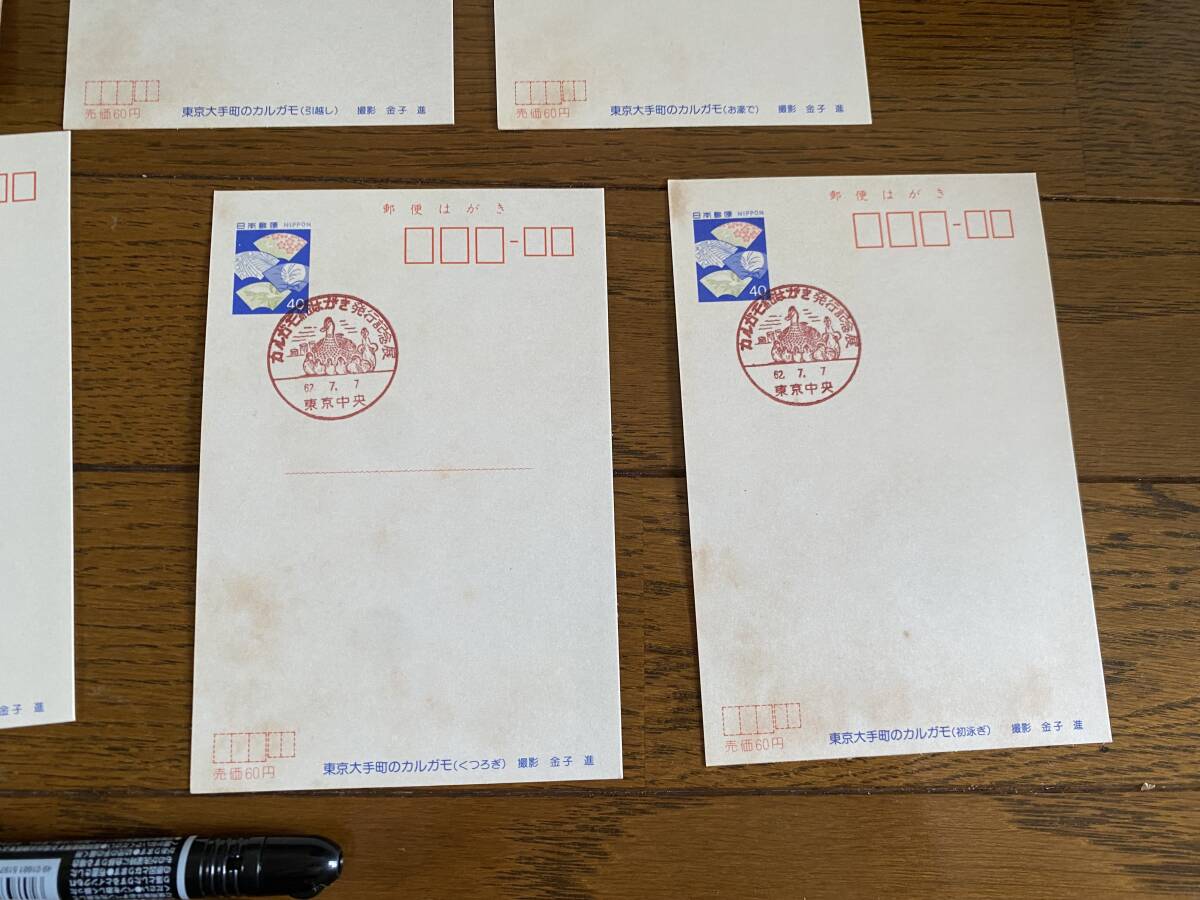 売価60円
東京大手町のカルガモ(引越し) 撮影 金子 進
売価60円
東京大手町のカルガモ(お濠で) 撮影 金子 進
金子 進
郵便はがき
日本郵便 NIPPON
40
カルガモ絵はがき発行記念展
62. 7. 7
東京中央
売価60円
東京大手町のカルガモ(くつろぎ) 撮影 金子 進
郵便はがき
日本郵便 NIPPON
40
カルガモ絵はがき発行記念展
62. 7. 7
東京中央
売価60円
東京大手町のカルガモ(初泳ぎ) 撮影 金子 進